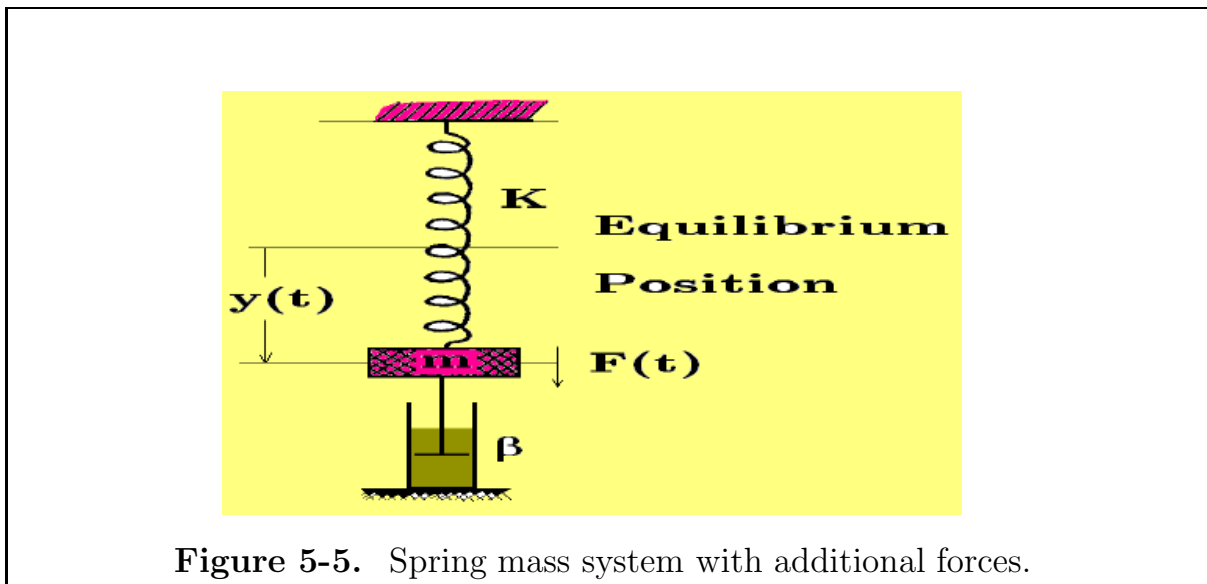 K
Equilibrium
Position
y(t)
m
F(t)
β
Figure 5-5. Spring mass system with additional forces.